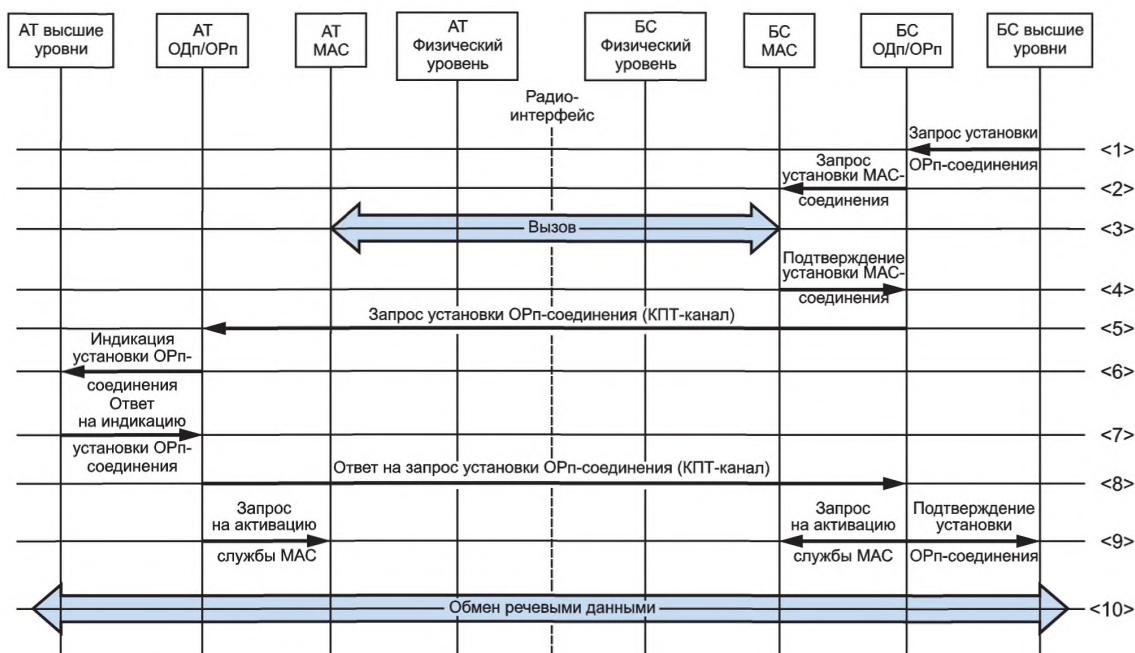 АТ высшие
уровни
АТ
ОДп/ОРп
АТ
МАС
АТ
Физический
уровень
БС
Физический
уровень
БС
МАС
БС
ОДп/ОРп
БС высшие
уровни
Радио-
интерфейс
Запрос установки
ОРп-соединения
<1>
Запрос
установки МАС-
соединения
<2>
Вызов
<3>
Подтверждение
установки МАС-
соединения
<4>
Запрос установки ОРп-соединения (КПТ-канал)
<5>
Индикация
установки ОРп-
соединения
<6>
Ответ
на индикацию
установки ОРп-
соединения
<7>
Ответ на запрос установки ОРп-соединения (КПТ-канал)
<8>
Запрос
на активацию
службы МАС
Запрос
на активацию
службы МАС
Подтверждение
установки
ОРп-соединения
<9>
Обмен речевыми данными
<10>